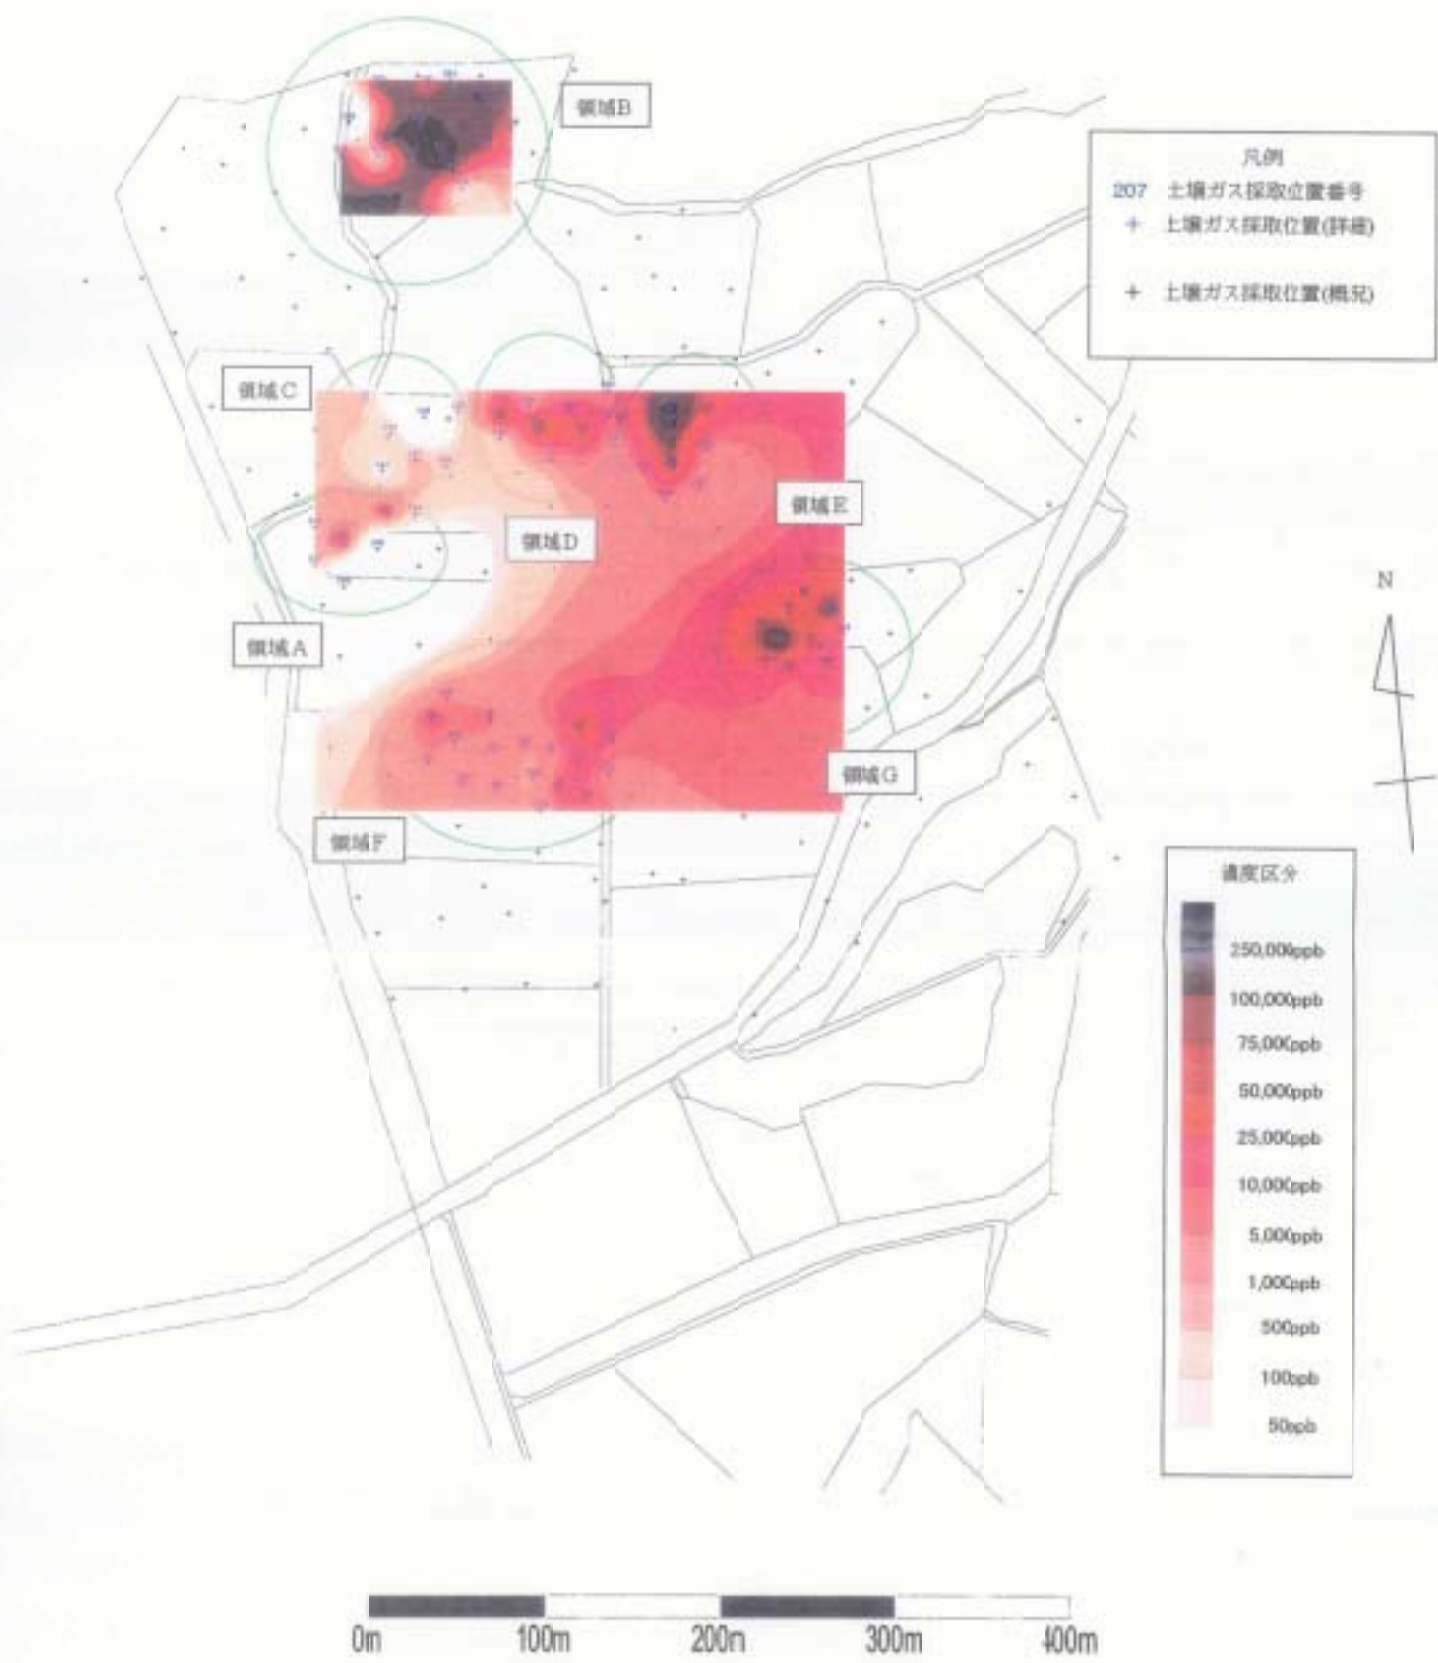 領域B
凡例
207 土壌ガス採取位置番号
+ 土壌ガス採取位置(詳細)
+ 土壌ガス採取位置(概況)
領域C
領域E
領域D
N
領域A
領域G
領域F
濃度区分
250,000ppb
100,000ppb
75,000ppb
50,000ppb
25,000ppb
10,000ppb
5,000ppb
1,000ppb
500ppb
100ppb
50ppb
0m 100m 200m 300m 400m